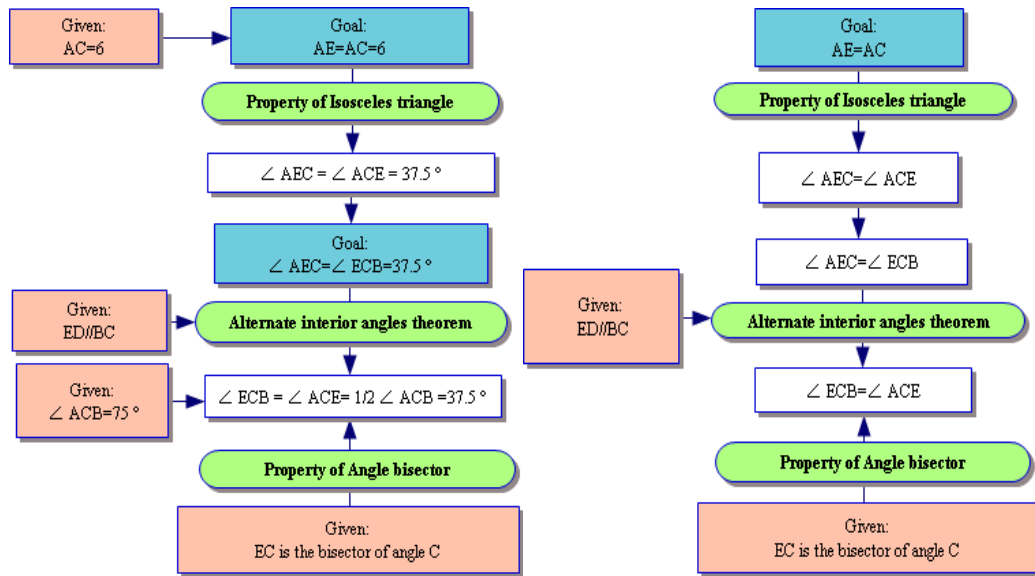 Given:
AC=6
Goal:
AE=AC=6
Property of Isosceles triangle
∠ AEC = ∠ ACE = 37.5 °
Goal:
∠ AEC=∠ ECB=37.5 °
Given:
ED//BC
Alternate interior angles theorem
Given:
∠ ACB=75 °
∠ ECB = ∠ ACE= 1/2 ∠ ACB =37.5 °
Property of Angle bisector
Given:
EC is the bisector of angle C
Goal:
AE=AC
Property of Isosceles triangle
∠ AEC=∠ ACE
∠ AEC=∠ ECB
Given:
ED//BC
Alternate interior angles theorem
∠ ECB=∠ ACE
Property of Angle bisector
Given:
EC is the bisector of angle C